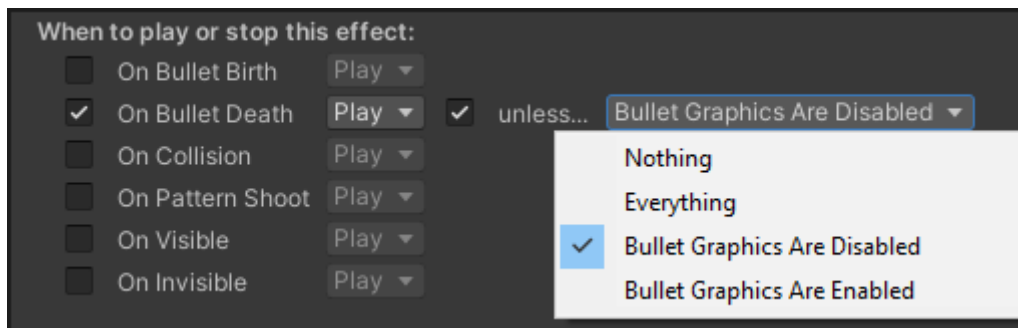 When to play or stop this effect:
On Bullet Birth Play
On Bullet Death Play unless... Bullet Graphics Are Disabled
On Collision Play
On Pattern Shoot Play
On Visible Play
On Invisible Play
Nothing
Everything
Bullet Graphics Are Disabled
Bullet Graphics Are Enabled